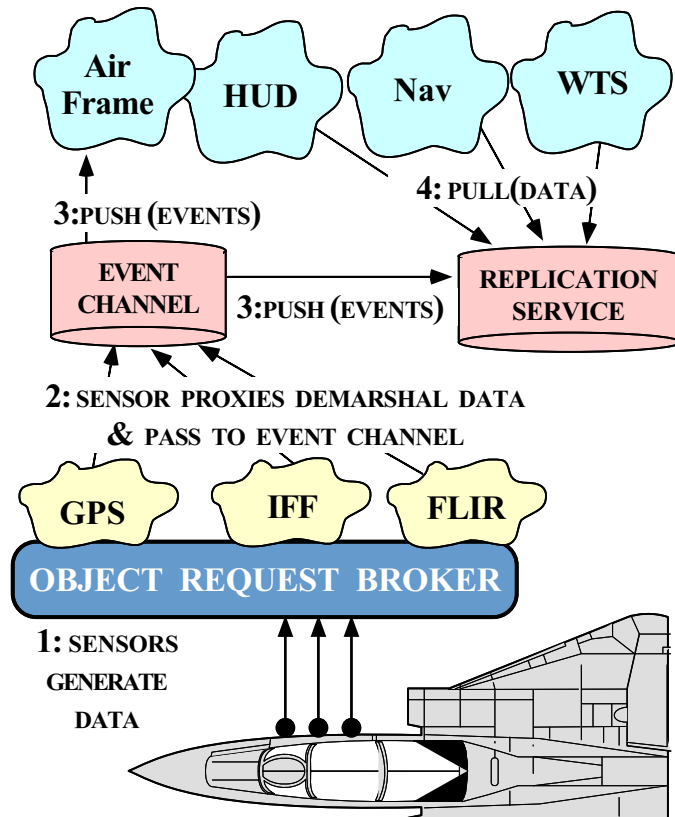 Air
Frame
HUD
Nav
WTS
4: PULL(DATA)
3:PUSH (EVENTS)
EVENT
CHANNEL
REPLICATION
SERVICE
3:PUSH (EVENTS)
2: SENSOR PROXIES DEMARSHAL DATA
& PASS TO EVENT CHANNEL
GPS
IFF
FLIR
OBJECT REQUEST BROKER
1: SENSORS
GENERATE
DATA